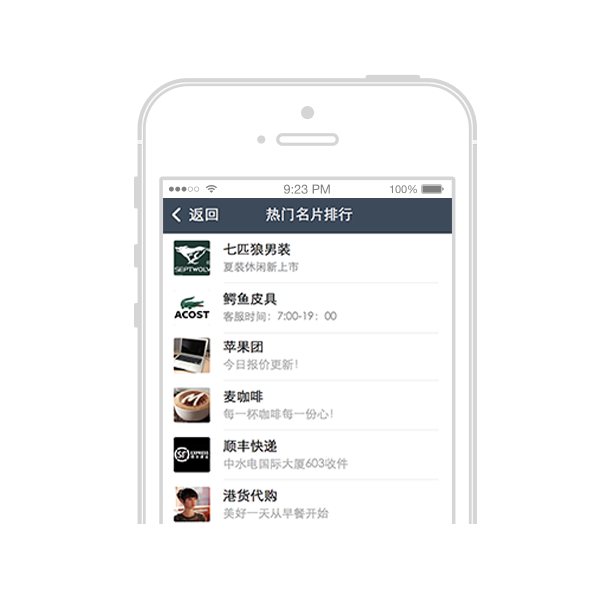 9:23 PM
100%
返回
热门名片排行
七匹狼男装
夏装休闲新上市
SEPTWOLV
鳄鱼皮具
客服时间：7:00-19：00
ACOST
苹果团
今日报价更新！
麦咖啡
每一杯咖啡每一份心！
顺丰快递
中水电国际大厦603收件
SF EXPRESS
港货代购
美好一天从早餐开始